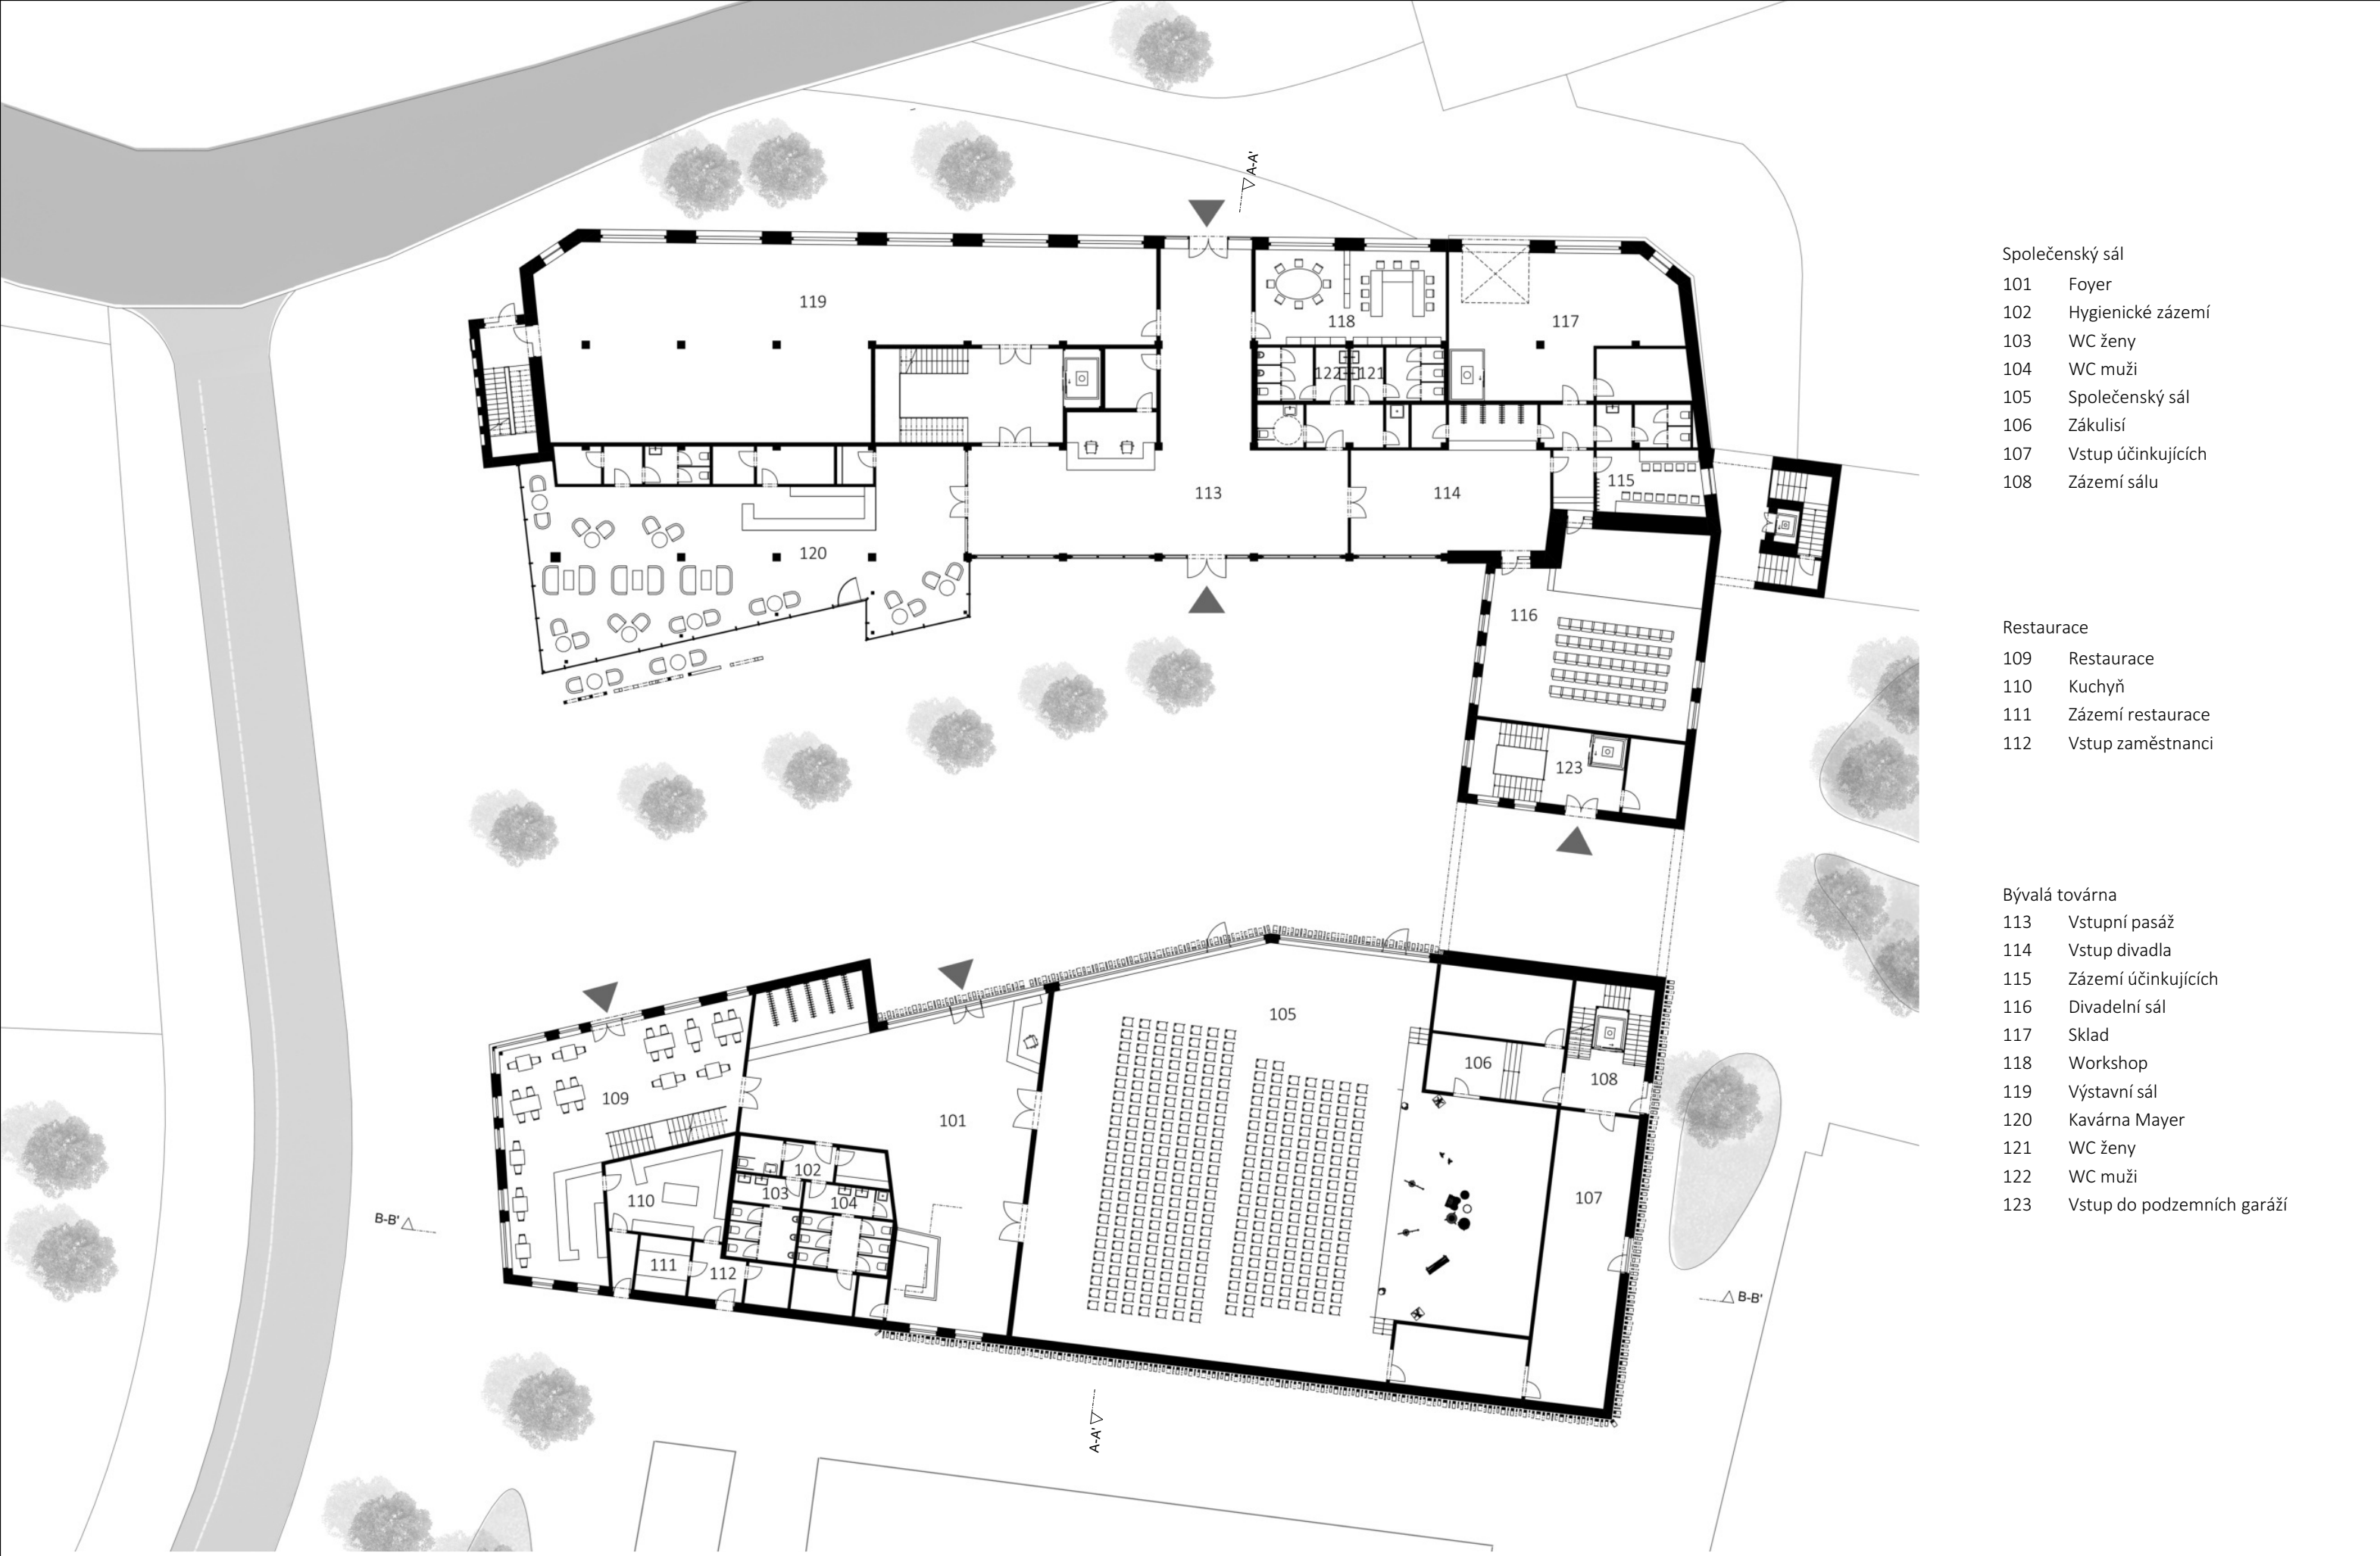 A-A'
119
118
117
122
121
113
114
115
120
116
123
105
106
108
109
101
102
103
110
104
107
B-B'
111
112
B-B'
A-A'
Společenský sál
101 Foyer
102 Hygienické zázemí
103 WC ženy
104 WC muži
105 Společenský sál
106 Zákulisí
107 Vstup účinkujících
108 Zázemí sálu
Restaurace
109 Restaurace
110 Kuchyň
111 Zázemí restaurace
112 Vstup zaměstnanci
Bývalá továrna
113 Vstupní pasáž
114 Vstup divadla
115 Zázemí účinkujících
116 Divadelní sál
117 Sklad
118 Workshop
119 Výstavní sál
120 Kavárna Mayer
121 WC ženy
122 WC muži
123 Vstup do podzemních garáží